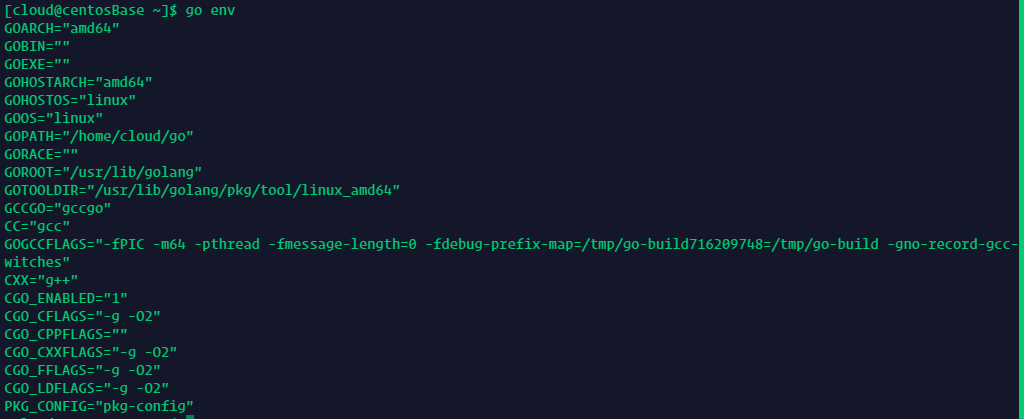 [cloud@centosBase ~]$ go env
GOARCH="amd64"
GOBIN=""
GOEXE=""
GOHOSTARCH="amd64"
GOHOSTOS="linux"
GOOS="linux"
GOPATH="/home/cloud/go"
GORACE=""
GOROOT="/usr/lib/golang"
GOTOOLDIR="/usr/lib/golang/pkg/tool/linux_amd64"
GCCGO="gccgo"
CC="gcc"
GOGCCFLAGS="-fPIC -m64 -pthread -fmessage-length=0 -fdebug-prefix-map=/tmp/go-build716209748=/tmp/go-build -gno-record-gcc-
witches"
CXX="g++"
CGO_ENABLED="1"
CGO_CFLAGS="-g -O2"
CGO_CPPFLAGS=""
CGO_CXXFLAGS="-g -O2"
CGO_FFLAGS="-g -O2"
CGO_LDFLAGS="-g -O2"
PKG_CONFIG="pkg-config"